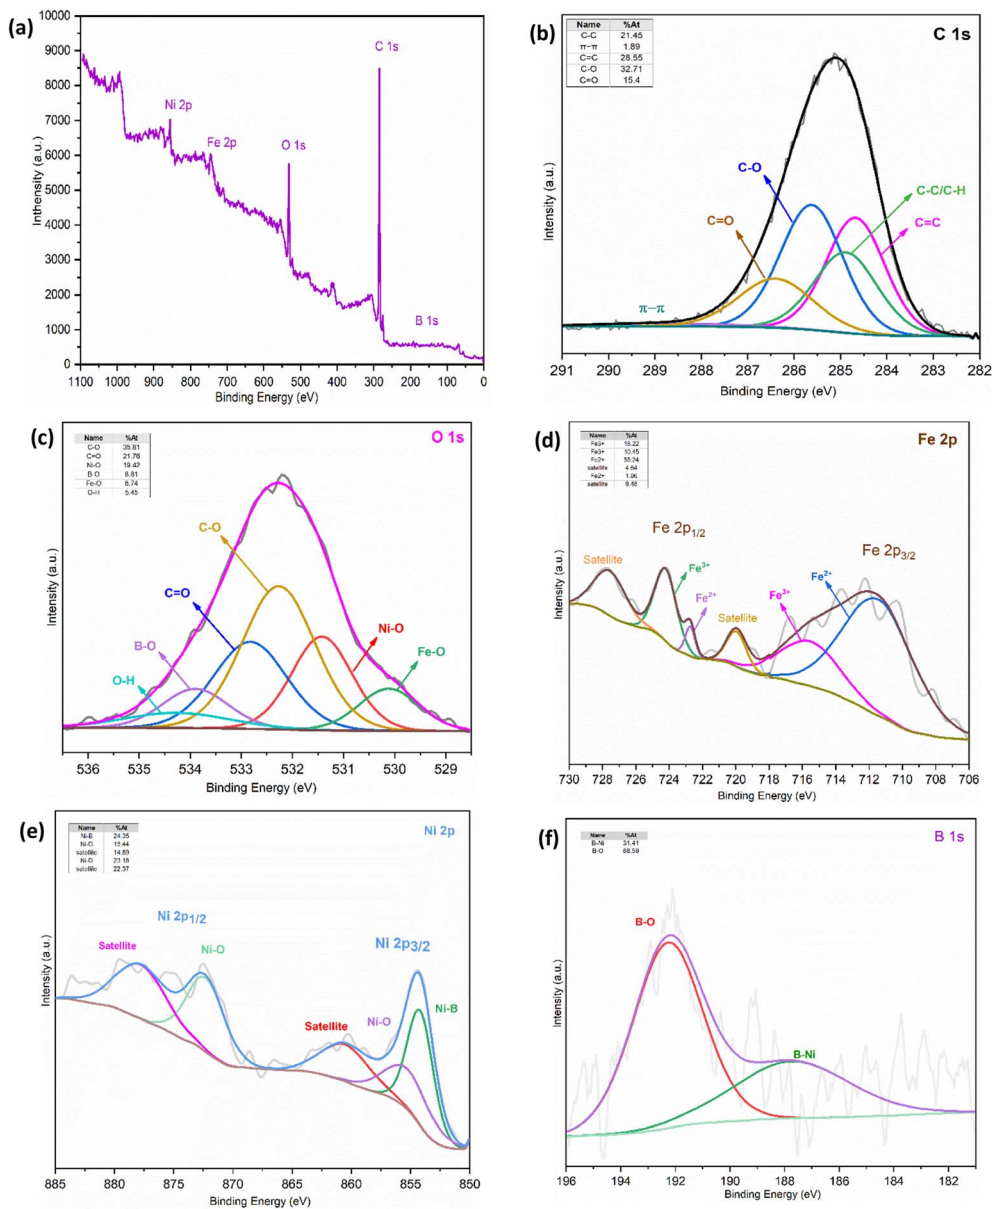 (a)
10000
9000
8000
7000
6000
5000
4000
3000
2000
1000
0
Inthensity (a.u.)
Ni 2p
Fe 2p
O 1s
C 1s
B 1s
1100 1000 900 800 700 600 500 400 300 200 100 0
Binding Energy (eV)
(b)
Name %At
C-C 21.45
π-π 1.89
C=C 28.55
C-O 32.71
C=O 15.4
C 1s
C-O
C=O
C-C/C-H
C=C
π-π
Intensity (a.u.)
291 290 289 288 287 286 285 284 283 282
Binding Energy (eV)
(c)
Name %At
C-O 35.81
C=O 21.76
Ni-O 19.42
B-O 8.81
Fe-O 8.74
O-H 5.45
O 1s
C-O
C=O
B-O
O-H
Ni-O
Fe-O
Intensity (a.u.)
536 535 534 533 532 531 530 529
Binding Energy (eV)
(d)
Name %At
Fe3+ 18.22
Fe3+ 10.45
Fe2+ 55.24
satellite 4.64
Fe2+ 1.96
satellite 9.48
Fe 2p
Fe 2p1/2
Fe 2p3/2
Satellite
Fe3+
Fe2+
Satellite
Fe3+
Fe2+
Intensity (a.u.)
730 728 726 724 722 720 718 716 714 712 710 708 706
Binding Energy (eV)
(e)
Name %At
Ni-B 24.35
Ni-O 15.44
satellite 14.69
Ni-O 23.16
satellite 22.37
Ni 2p
Ni 2p1/2
Ni 2p3/2
Satellite
Ni-O
Satellite
Ni-O
Ni-B
Intensity (a.u.)
885 880 875 870 865 860 855 850
Binding Energy (eV)
(f)
Name %At
B-Ni 31.41
B-O 68.59
B 1s
B-O
B-Ni
Intensity (a.u.)
196 194 192 190 188 186 184 182
Binding Energy (eV)